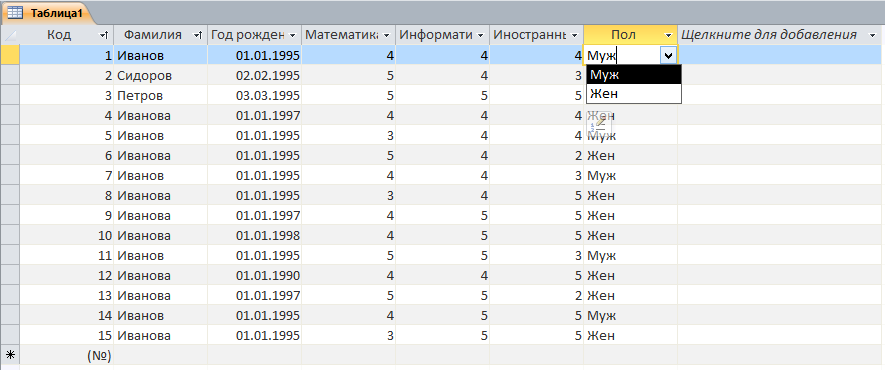 Таблица1
Код Фамилия Год рожден Математика Информати Иностранны Пол Щелкните для добавления
1 Иванов 01.01.1995 4 4 4 Муж
2 Сидоров 02.02.1995 5 4 3 Муж
3 Петров 03.03.1995 5 5 5 Жен
4 Иванова 01.01.1997 4 4 4 Жен
5 Иванов 01.01.1995 3 4 4 Муж
6 Иванова 01.01.1995 5 4 2 Жен
7 Иванов 01.01.1995 4 4 3 Муж
8 Иванова 01.01.1995 3 4 5 Жен
9 Иванова 01.01.1997 4 5 5 Жен
10 Иванова 01.01.1998 4 5 5 Жен
11 Иванов 01.01.1995 5 5 3 Муж
12 Иванова 01.01.1990 4 4 5 Жен
13 Иванова 01.01.1997 5 5 2 Жен
14 Иванов 01.01.1995 4 5 5 Муж
15 Иванова 01.01.1995 3 5 5 Жен
(№)